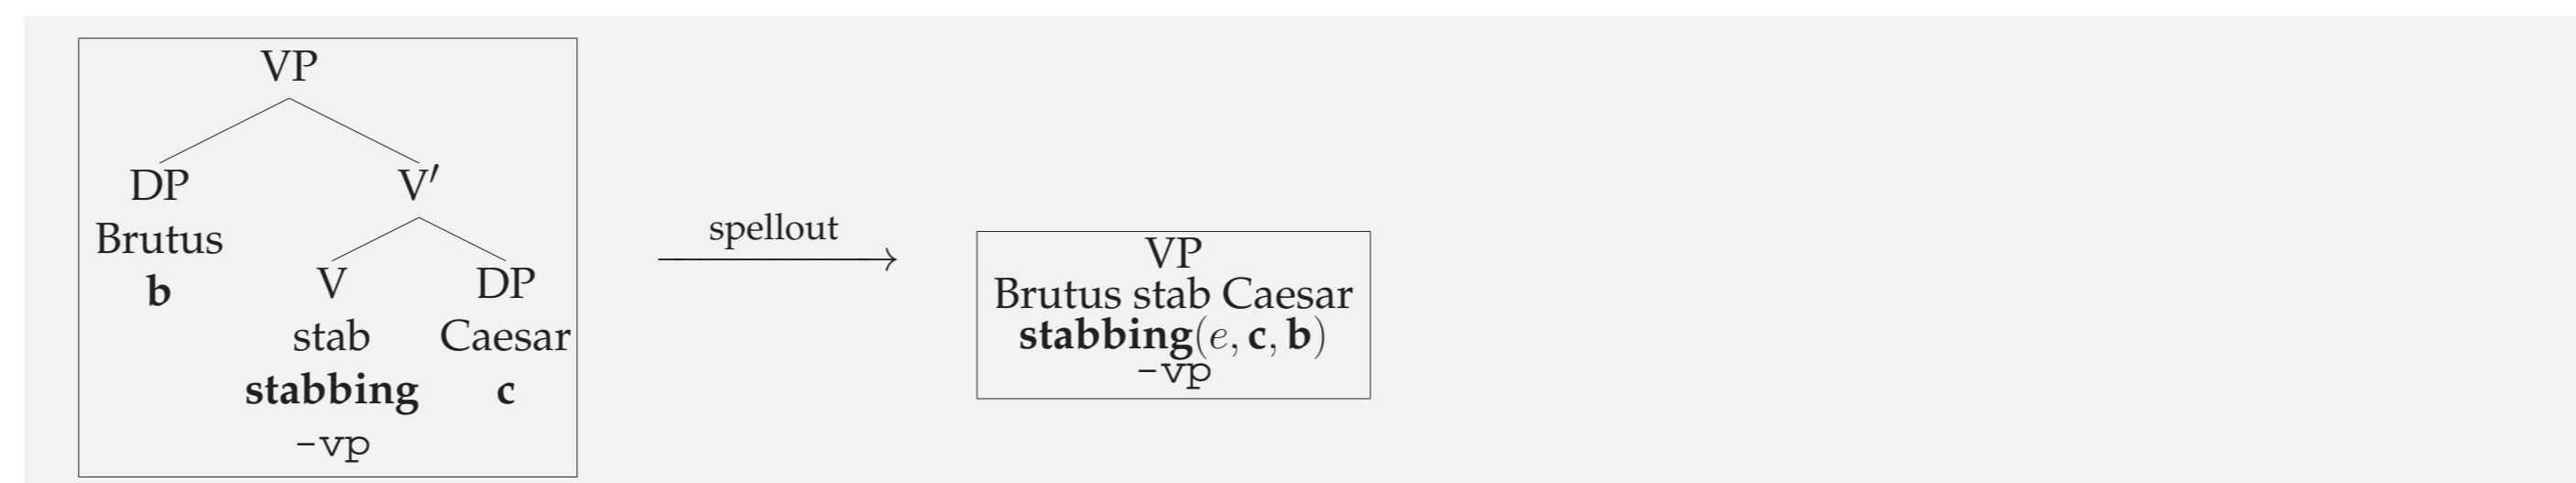 VP
DP V′
Brutus
b
V DP
stab Caesar
stabbing c
-vp
spellout
VP
Brutus stab Caesar
stabbing(e, c, b)
-vp